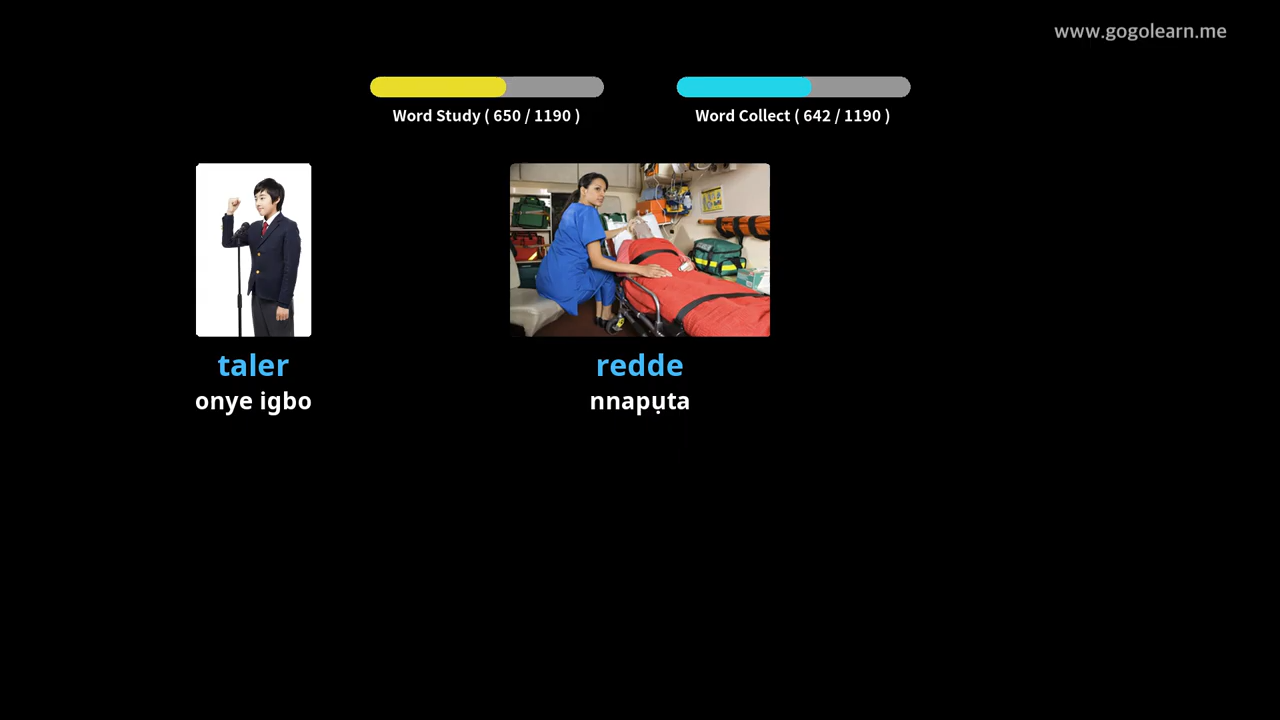 www.gogolearn.me
Word Study ( 650 / 1190 )
Word Collect ( 642 / 1190 )
taler
onye igbo
redde
nnapụta